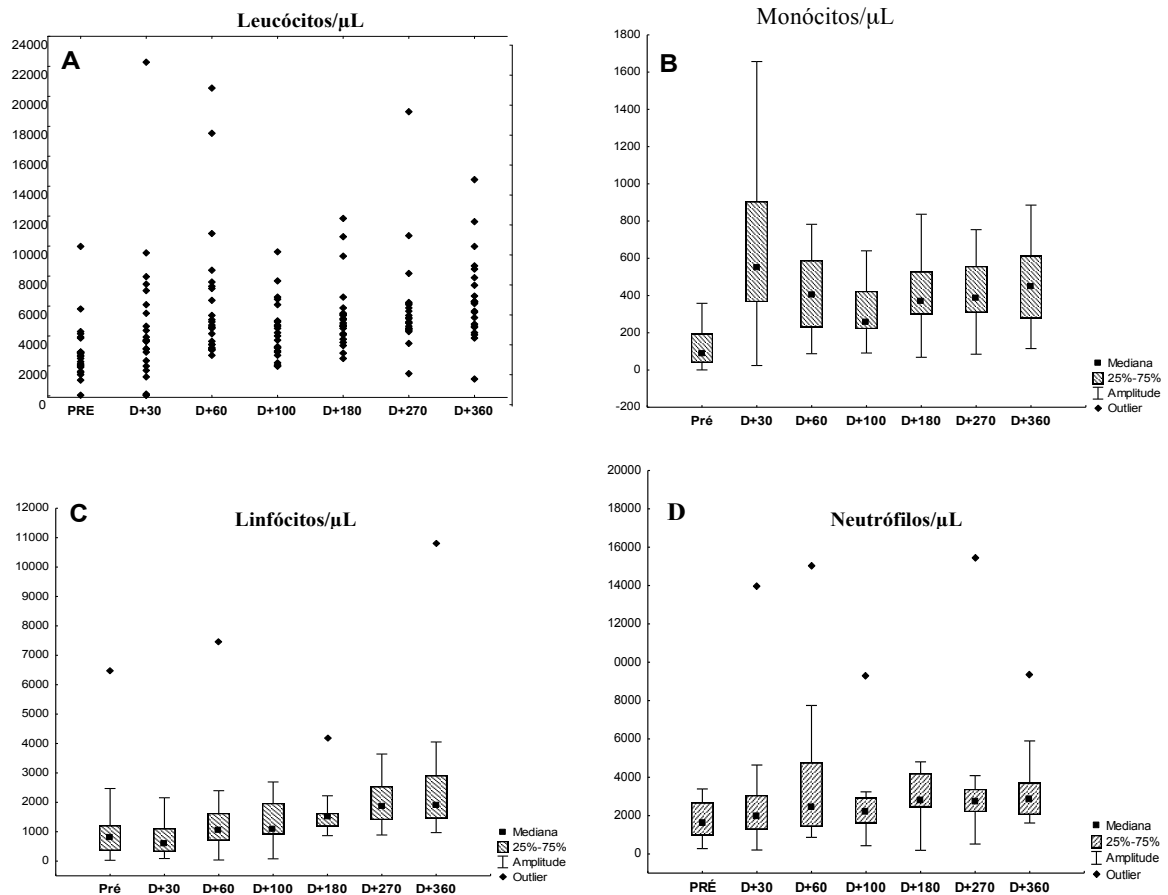 Leucócitos/µL
A
24000
22000
20000
18000
16000
14000
12000
10000
8000
6000
4000
2000
0
PRE D+30 D+60 D+100 D+180 D+270 D+360
Monócitos/µL
B
1800
1600
1400
1200
1000
800
600
400
200
0
-200
Pré D+30 D+60 D+100 D+180 D+270 D+360
Mediana
25%-75%
Amplitude
Outlier
C
Linfócitos/µL
12000
11000
10000
9000
8000
7000
6000
5000
4000
3000
2000
1000
0
Pré D+30 D+60 D+100 D+180 D+270 D+360
Mediana
25%-75%
Amplitude
Outlier
D
Neutrófilos/µL
20000
18000
16000
14000
12000
0000
8000
6000
4000
2000
0
PRÉ D+30 D+60 D+100 D+180 D+270 D+360
Mediana
25%-75%
Amplitude
Outlier